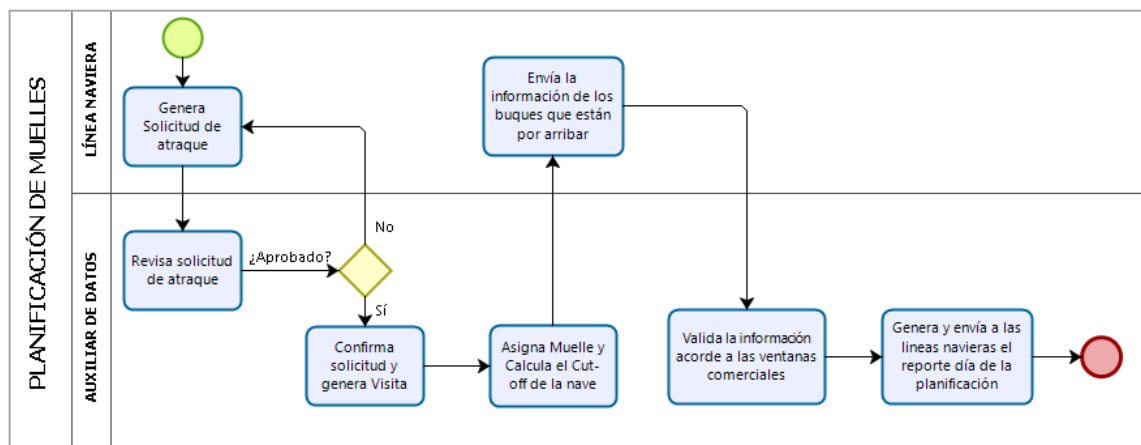 PLANIFICACIÓN DE MUELLES
LÍNEA NAVIERA
Genera
Solicitud de
atraque
Envía la
información de los
buques que están
por arribar
AUXILIAR DE DATOS
Revisa solicitud
de atraque
¿Aprobado?
No
Sí
Confirma
solicitud y
genera Visita
Asigna Muelle y
Calcula el Cut-
off de la nave
Valida la información
acorde a las ventanas
comerciales
Genera y envía a las
lineas navieras el
reporte día de la
planificación